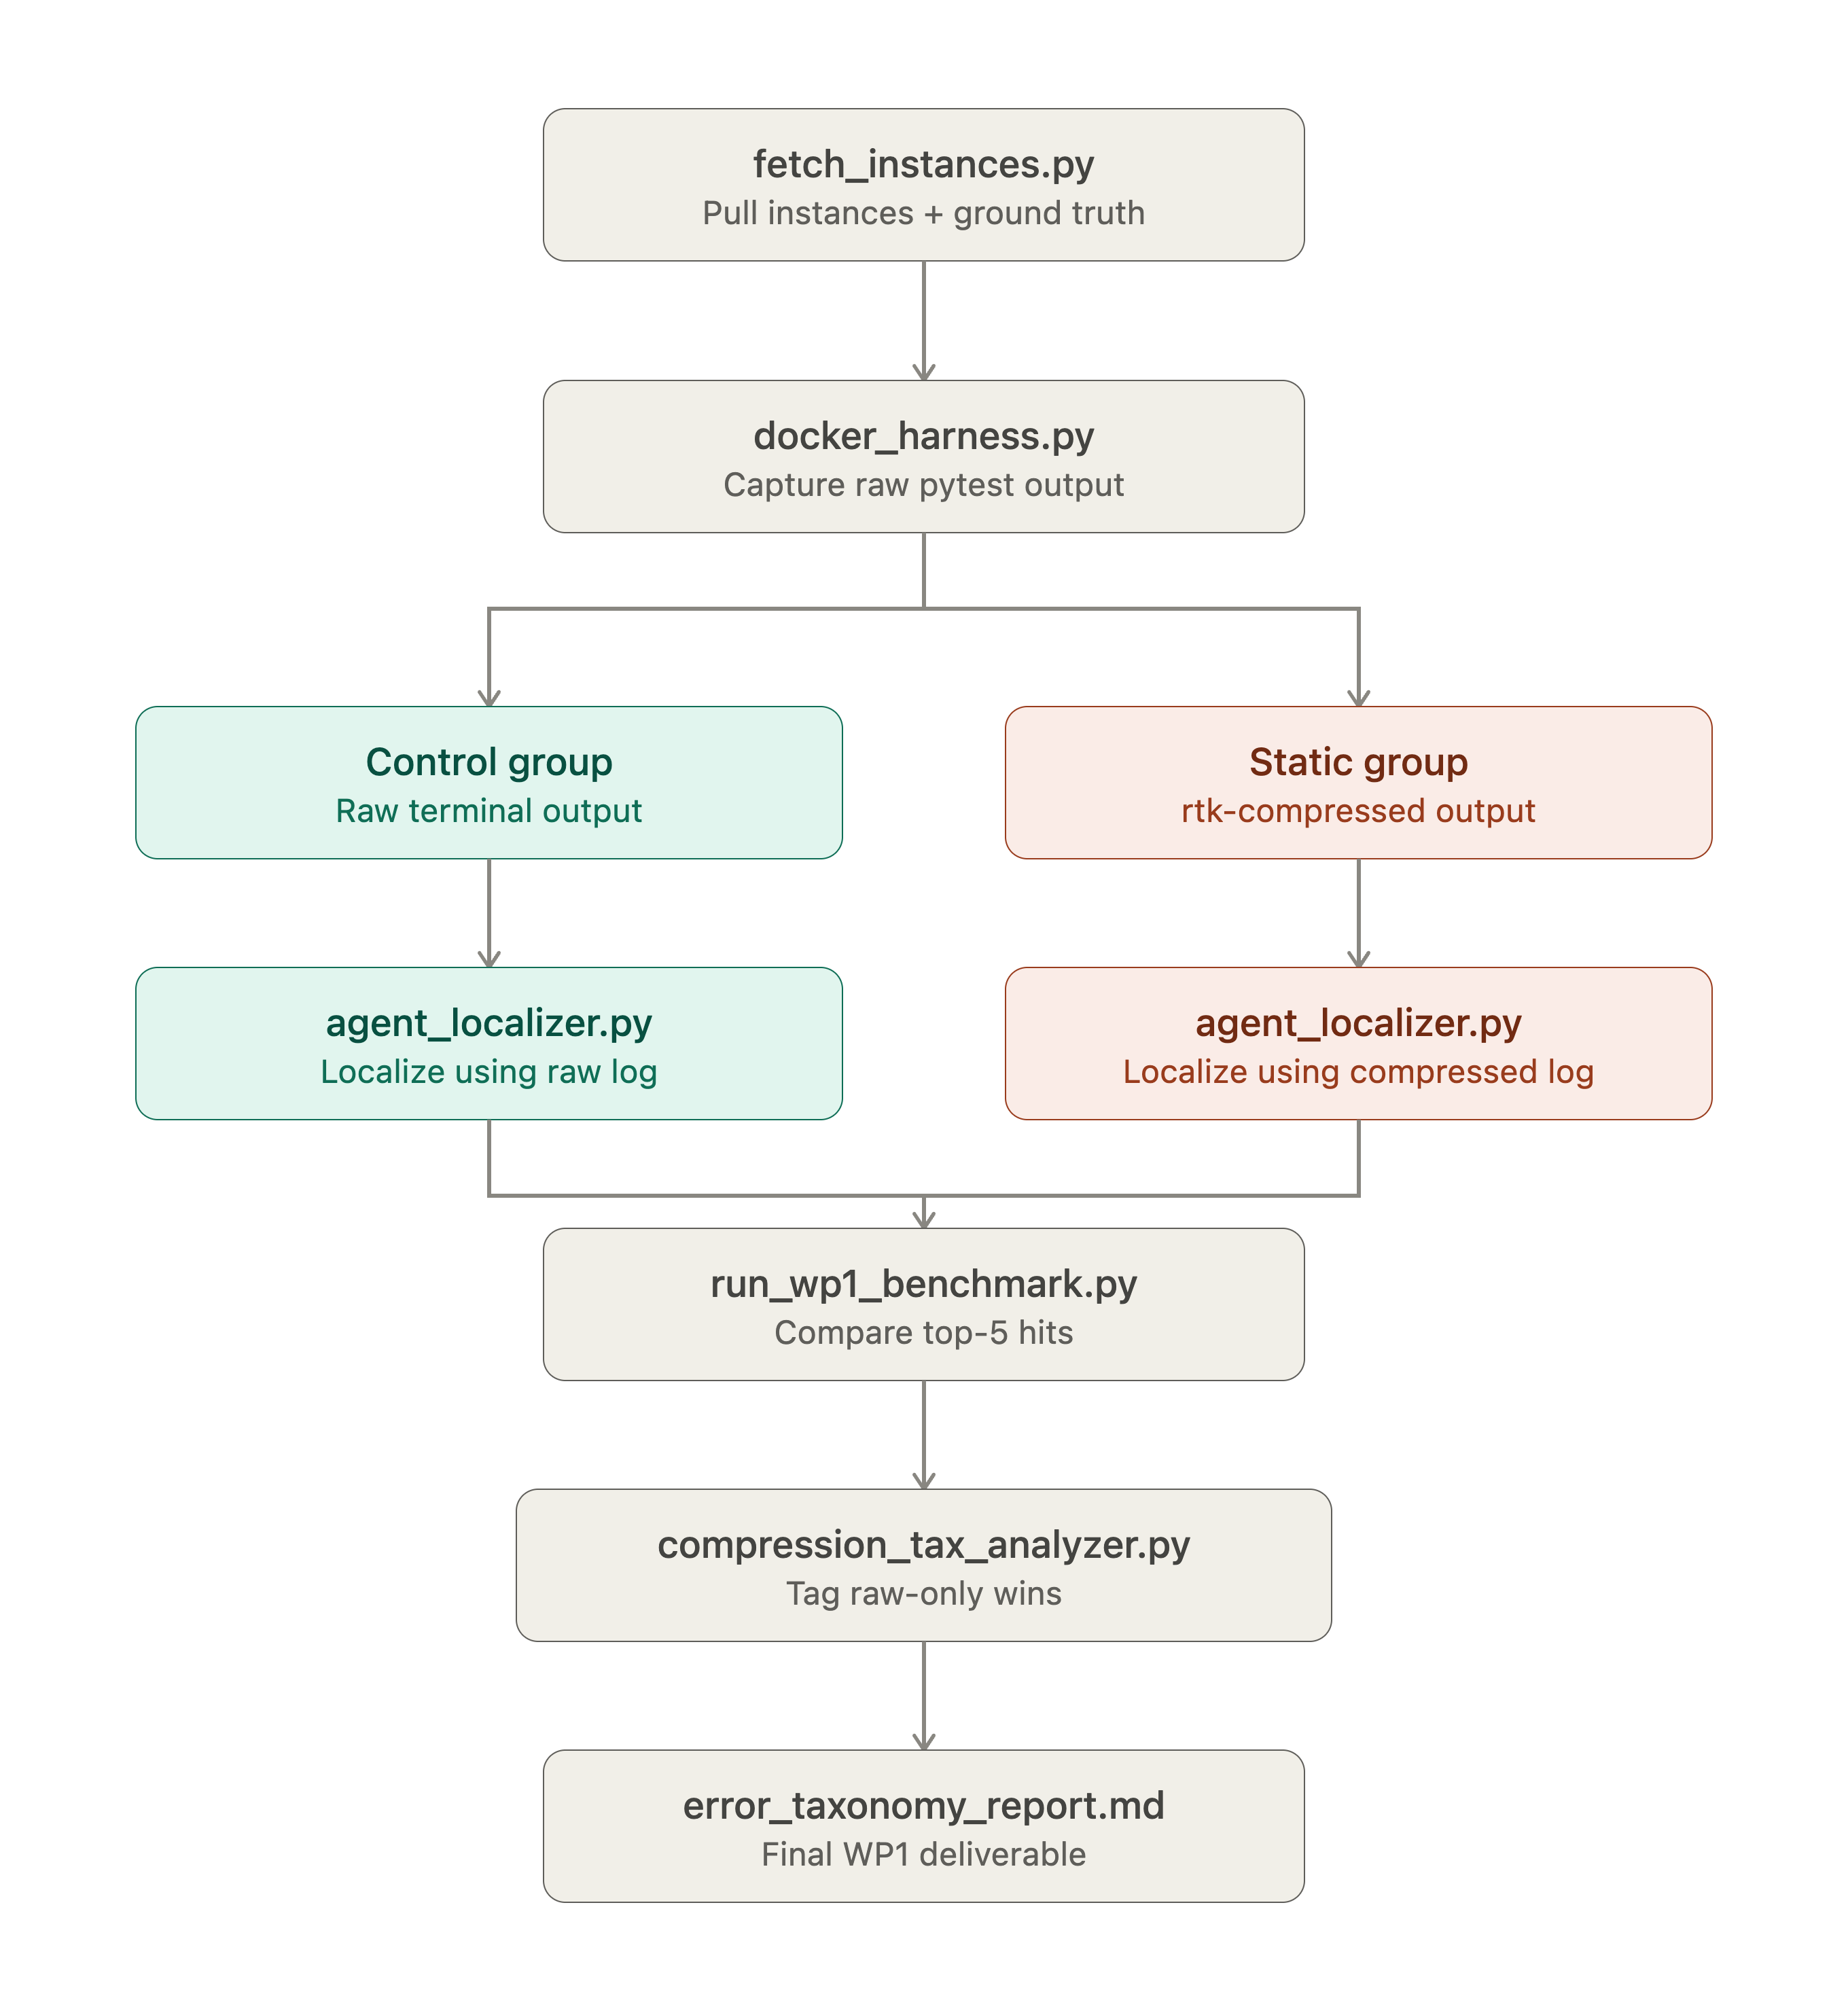 fetch_instances.py
Pull instances + ground truth
docker_harness.py
Capture raw pytest output
Control group
Raw terminal output
Static group
rtk-compressed output
agent_localizer.py
Localize using raw log
agent_localizer.py
Localize using compressed log
run_wp1_benchmark.py
Compare top-5 hits
compression_tax_analyzer.py
Tag raw-only wins
error_taxonomy_report.md
Final WP1 deliverable